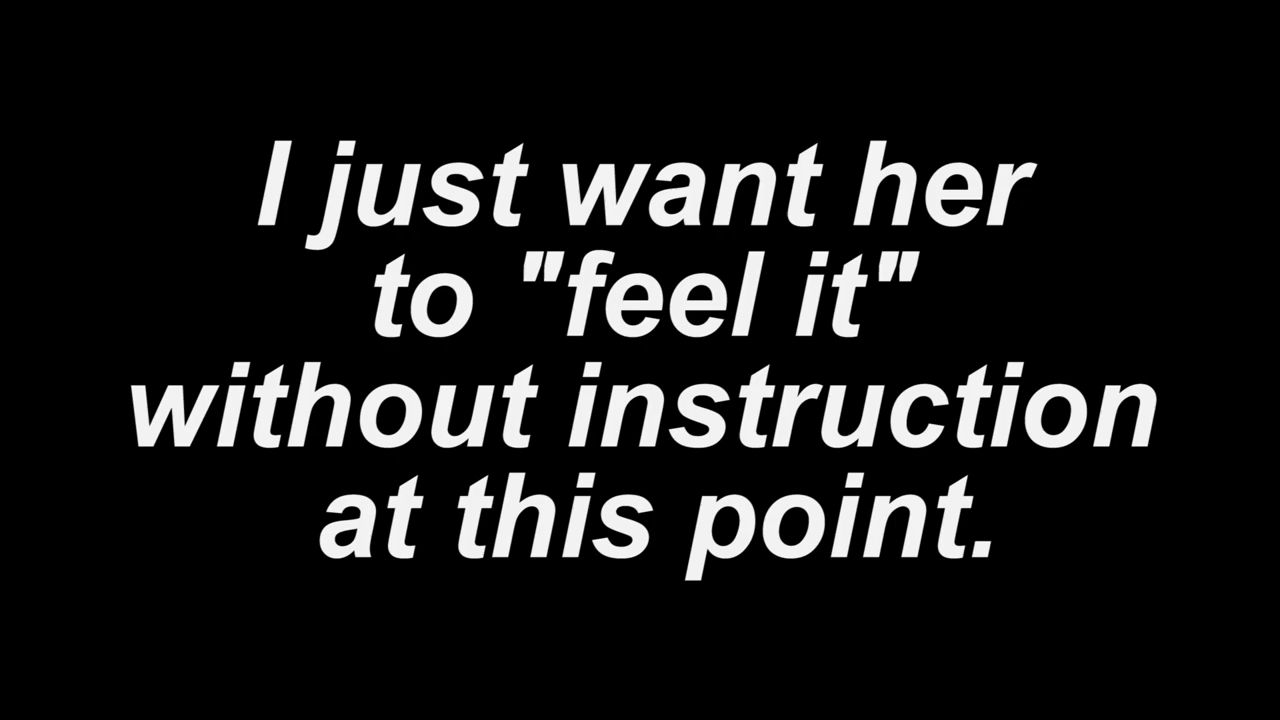 I just want her
to "feel it"
without instruction
at this point.